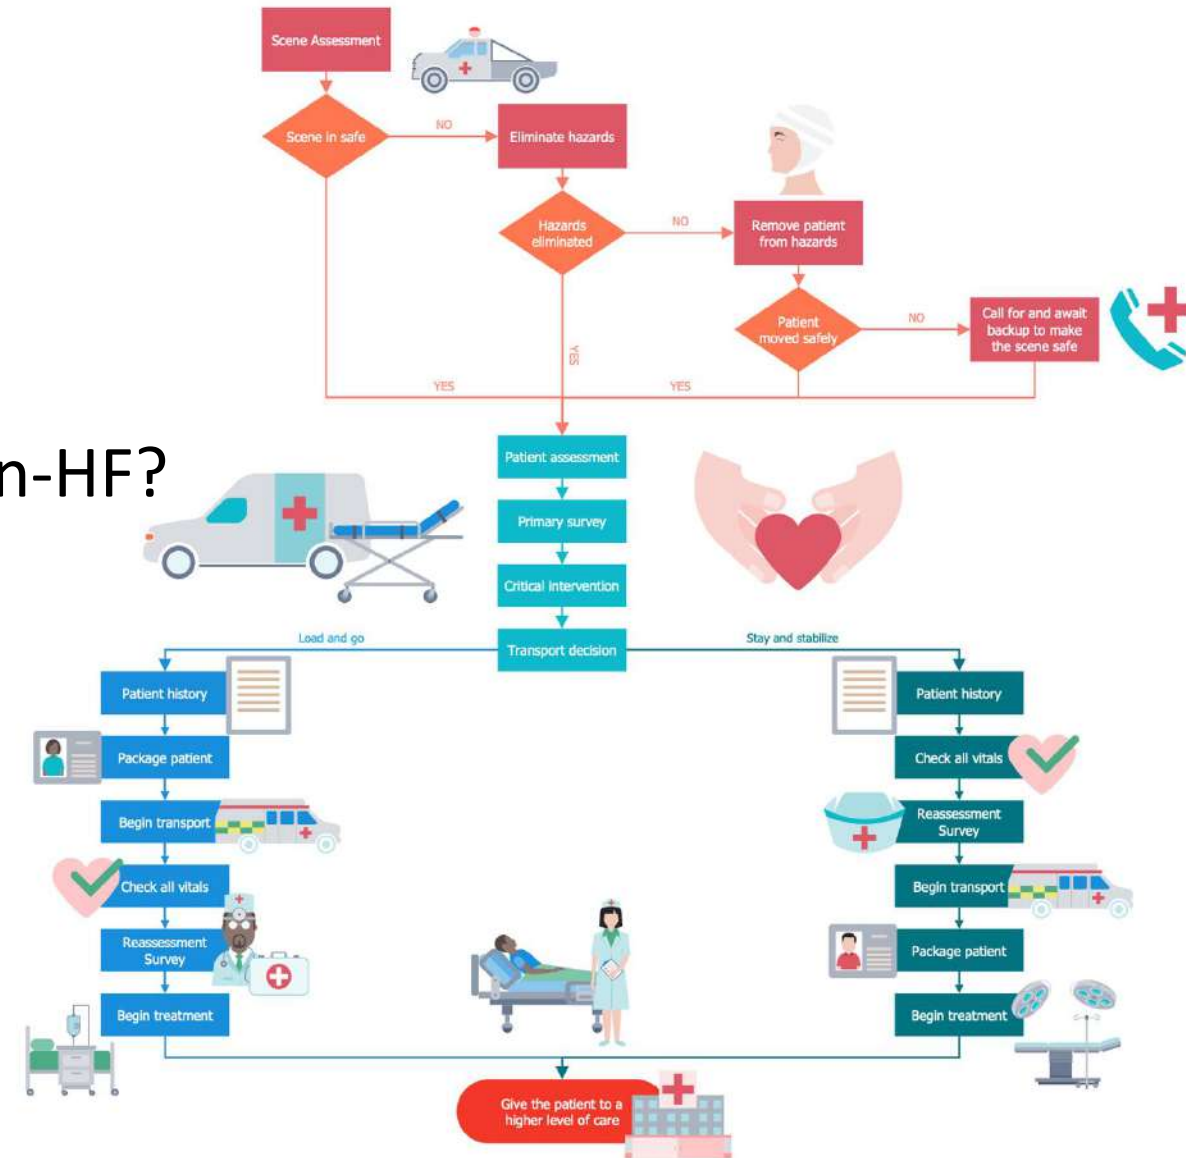 Scene Assessment
Scene in safe
NO
Eliminate hazards
Hazards
eliminated
NO
Remove patient
from hazards
Patient
moved safely
NO
Call for and await
backup to make
the scene safe
YES
YES
YES
n-HF?
Patient assessment
Primary survey
Critical intervention
Transport decision
Load and go
Stay and stabilize
Patient history
Package patient
Begin transport
Check all vitals
Reassessment
Survey
Begin treatment
Patient history
Check all vitals
Reassessment
Survey
Begin transport
Package patient
Begin treatment
Give the patient to a
higher level of care